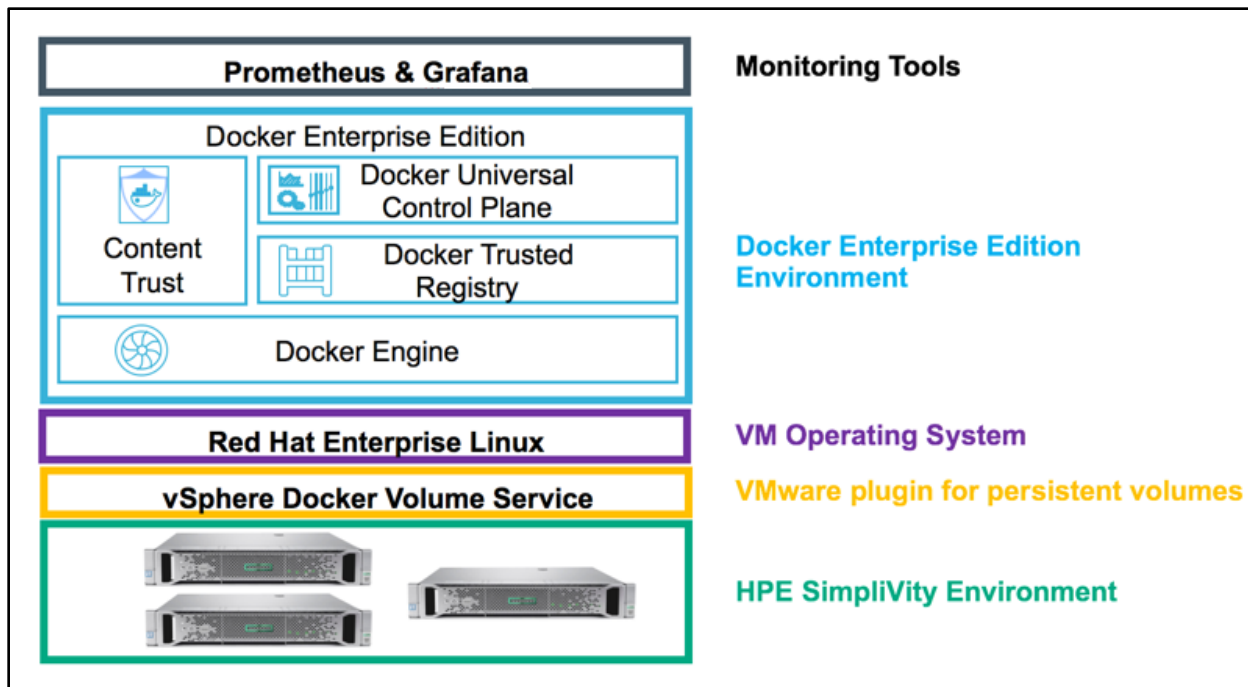 Prometheus & Grafana
Monitoring Tools
Docker Enterprise Edition
Content
Trust
Docker Universal
Control Plane
Docker Trusted
Registry
Docker Engine
Docker Enterprise Edition
Environment
Red Hat Enterprise Linux
VM Operating System
vSphere Docker Volume Service
VMware plugin for persistent volumes
HPE SimpliVity Environment